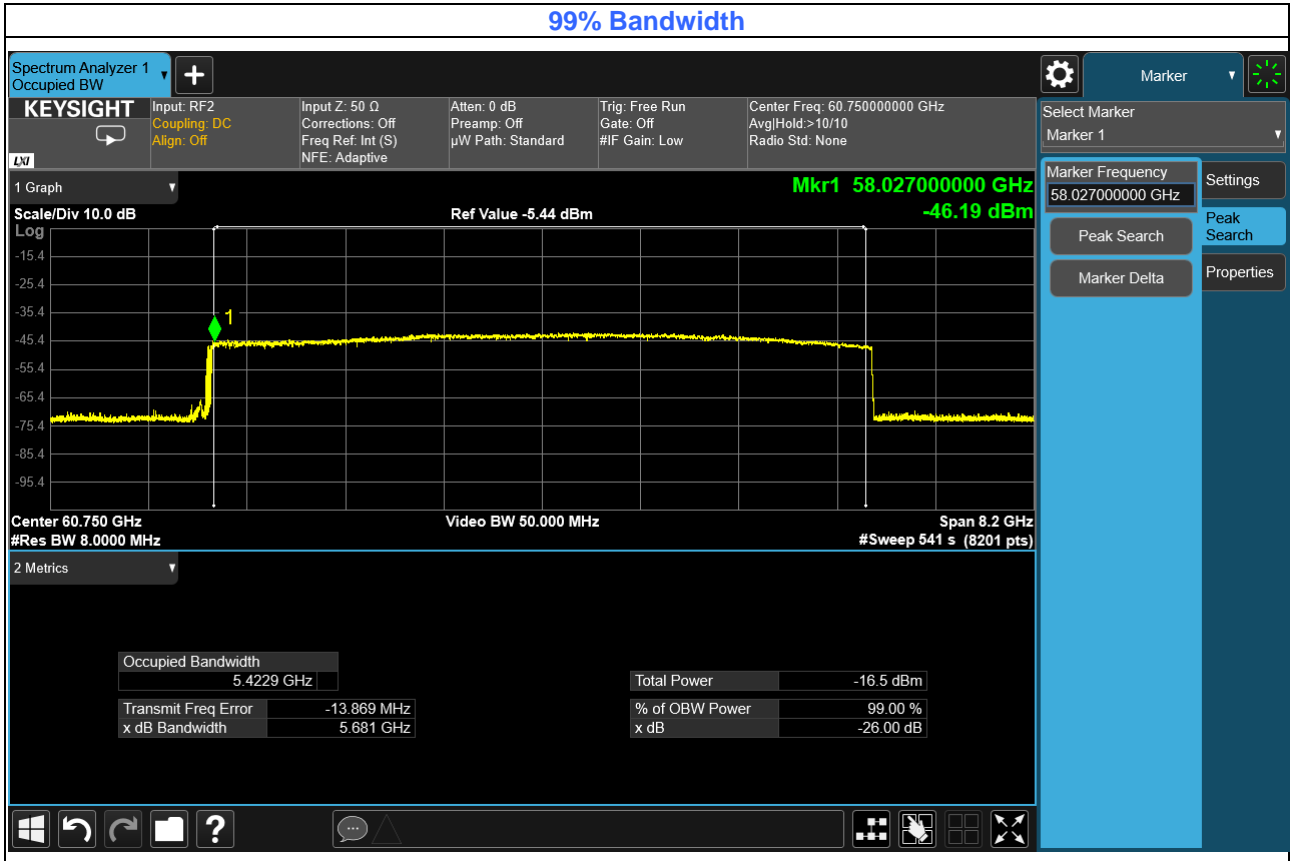 99% Bandwidth
Spectrum Analyzer 1
Occupied BW
Marker
KEYSIGHT
LXI
Input: RF2
Coupling: DC
Align: Off
Input Z: 50 Ω
Corrections: Off
Freq Ref: Int (S)
NFE: Adaptive
Atten: 0 dB
Preamp: Off
µW Path: Standard
Trig: Free Run
Gate: Off
#IF Gain: Low
Center Freq: 60.750000000 GHz
Avg|Hold:>10/10
Radio Std: None
Select Marker
Marker 1
Marker Frequency
58.027000000 GHz
Peak Search
Marker Delta
Settings
Peak
Search
Properties
1 Graph
Mkr1 58.027000000 GHz
-46.19 dBm
Scale/Div 10.0 dB
Ref Value -5.44 dBm
Log
-15.4
-25.4
-35.4
1
-45.4
-55.4
-65.4
-75.4
-85.4
-95.4
Center 60.750 GHz
Video BW 50.000 MHz
Span 8.2 GHz
#Res BW 8.0000 MHz
#Sweep 541 s (8201 pts)
2 Metrics
Occupied Bandwidth
5.4229 GHz
Total Power -16.5 dBm
Transmit Freq Error -13.869 MHz
% of OBW Power 99.00 %
x dB Bandwidth 5.681 GHz
x dB -26.00 dB
?